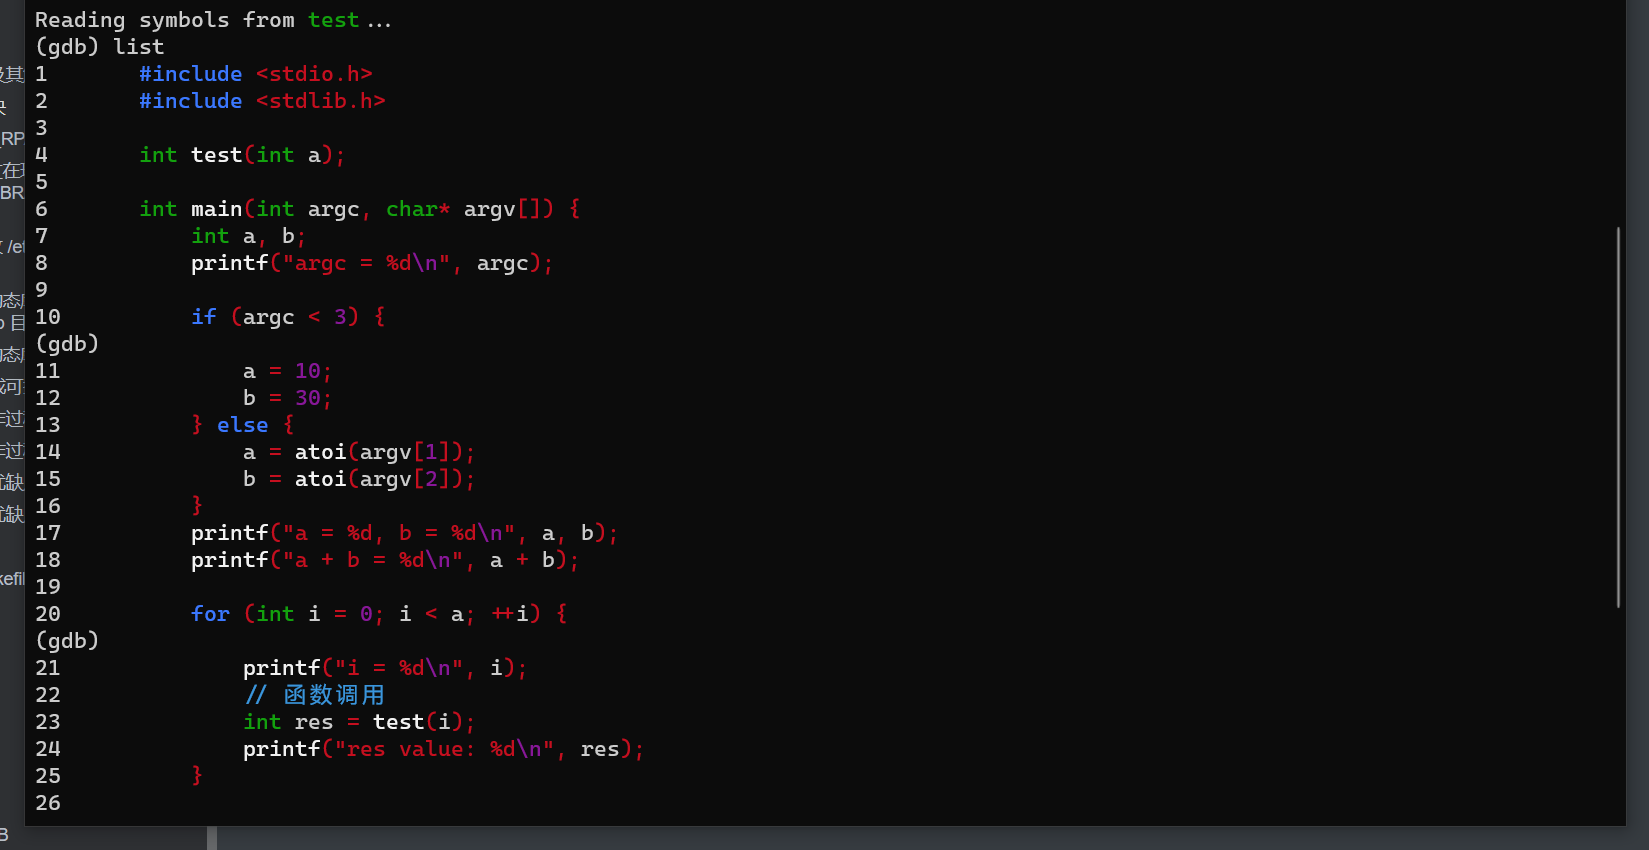 Reading symbols from test...
(gdb) list
1       #include <stdio.h>
2       #include <stdlib.h>
3
4       int test(int a);
5
6       int main(int argc, char* argv[]) {
7           int a, b;
8           printf("argc = %d\n", argc);
9
10          if (argc < 3) {
(gdb)
11              a = 10;
12              b = 30;
13          } else {
14              a = atoi(argv[1]);
15              b = atoi(argv[2]);
16          }
17          printf("a = %d, b = %d\n", a, b);
18          printf("a + b = %d\n", a + b);
19
20          for (int i = 0; i < a; ++i) {
(gdb)
21              printf("i = %d\n", i);
22              // 函数调用
23              int res = test(i);
24              printf("res value: %d\n", res);
25          }
26